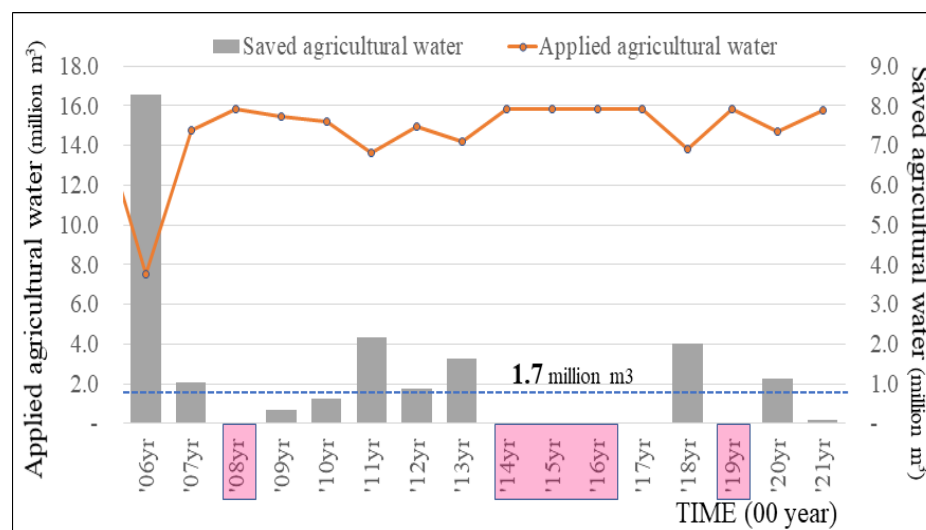 Saved agricultural water
Applied agricultural water
Applied agricultural water (million m³)
18.0
16.0
14.0
12.0
10.0
8.0
6.0
4.0
2.0
-
9.0
8.0
7.0
6.0
5.0
4.0
3.0
2.0
1.0
-
Saved agricultural water (million m³)
1.7 million m3
'06yr
'07yr
'08yr
'09yr
'10yr
'11yr
'12yr
'13yr
'14yr
'15yr
'16yr
'17yr
'18yr
'19yr
'20yr
'21yr
TIME (00 year)